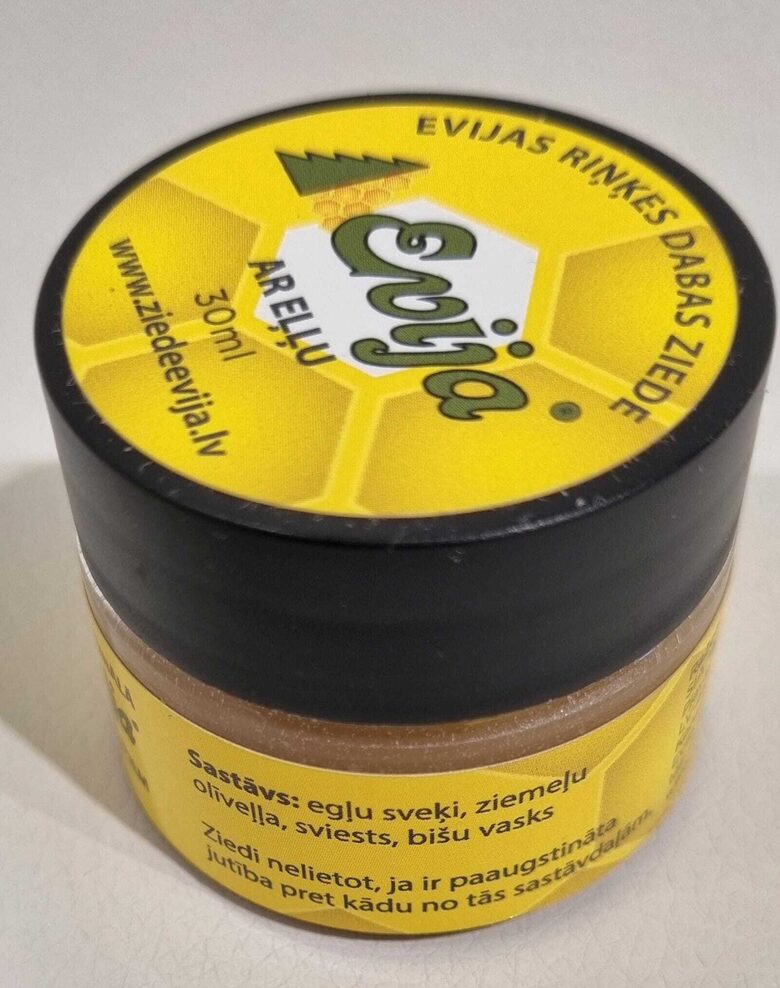 EVIJAS RIŅĶES DABAS ZIEDE
Evija®
AR EĻĻU
30ml
www.ziedeevija.lv
Sastāvs: egļu sveķi, ziemeļu
olīveļļa, sviests, bišu vasks
Ziedi nelietot, ja ir paaugstināta
jutība pret kādu no tās sastāvdaļām.